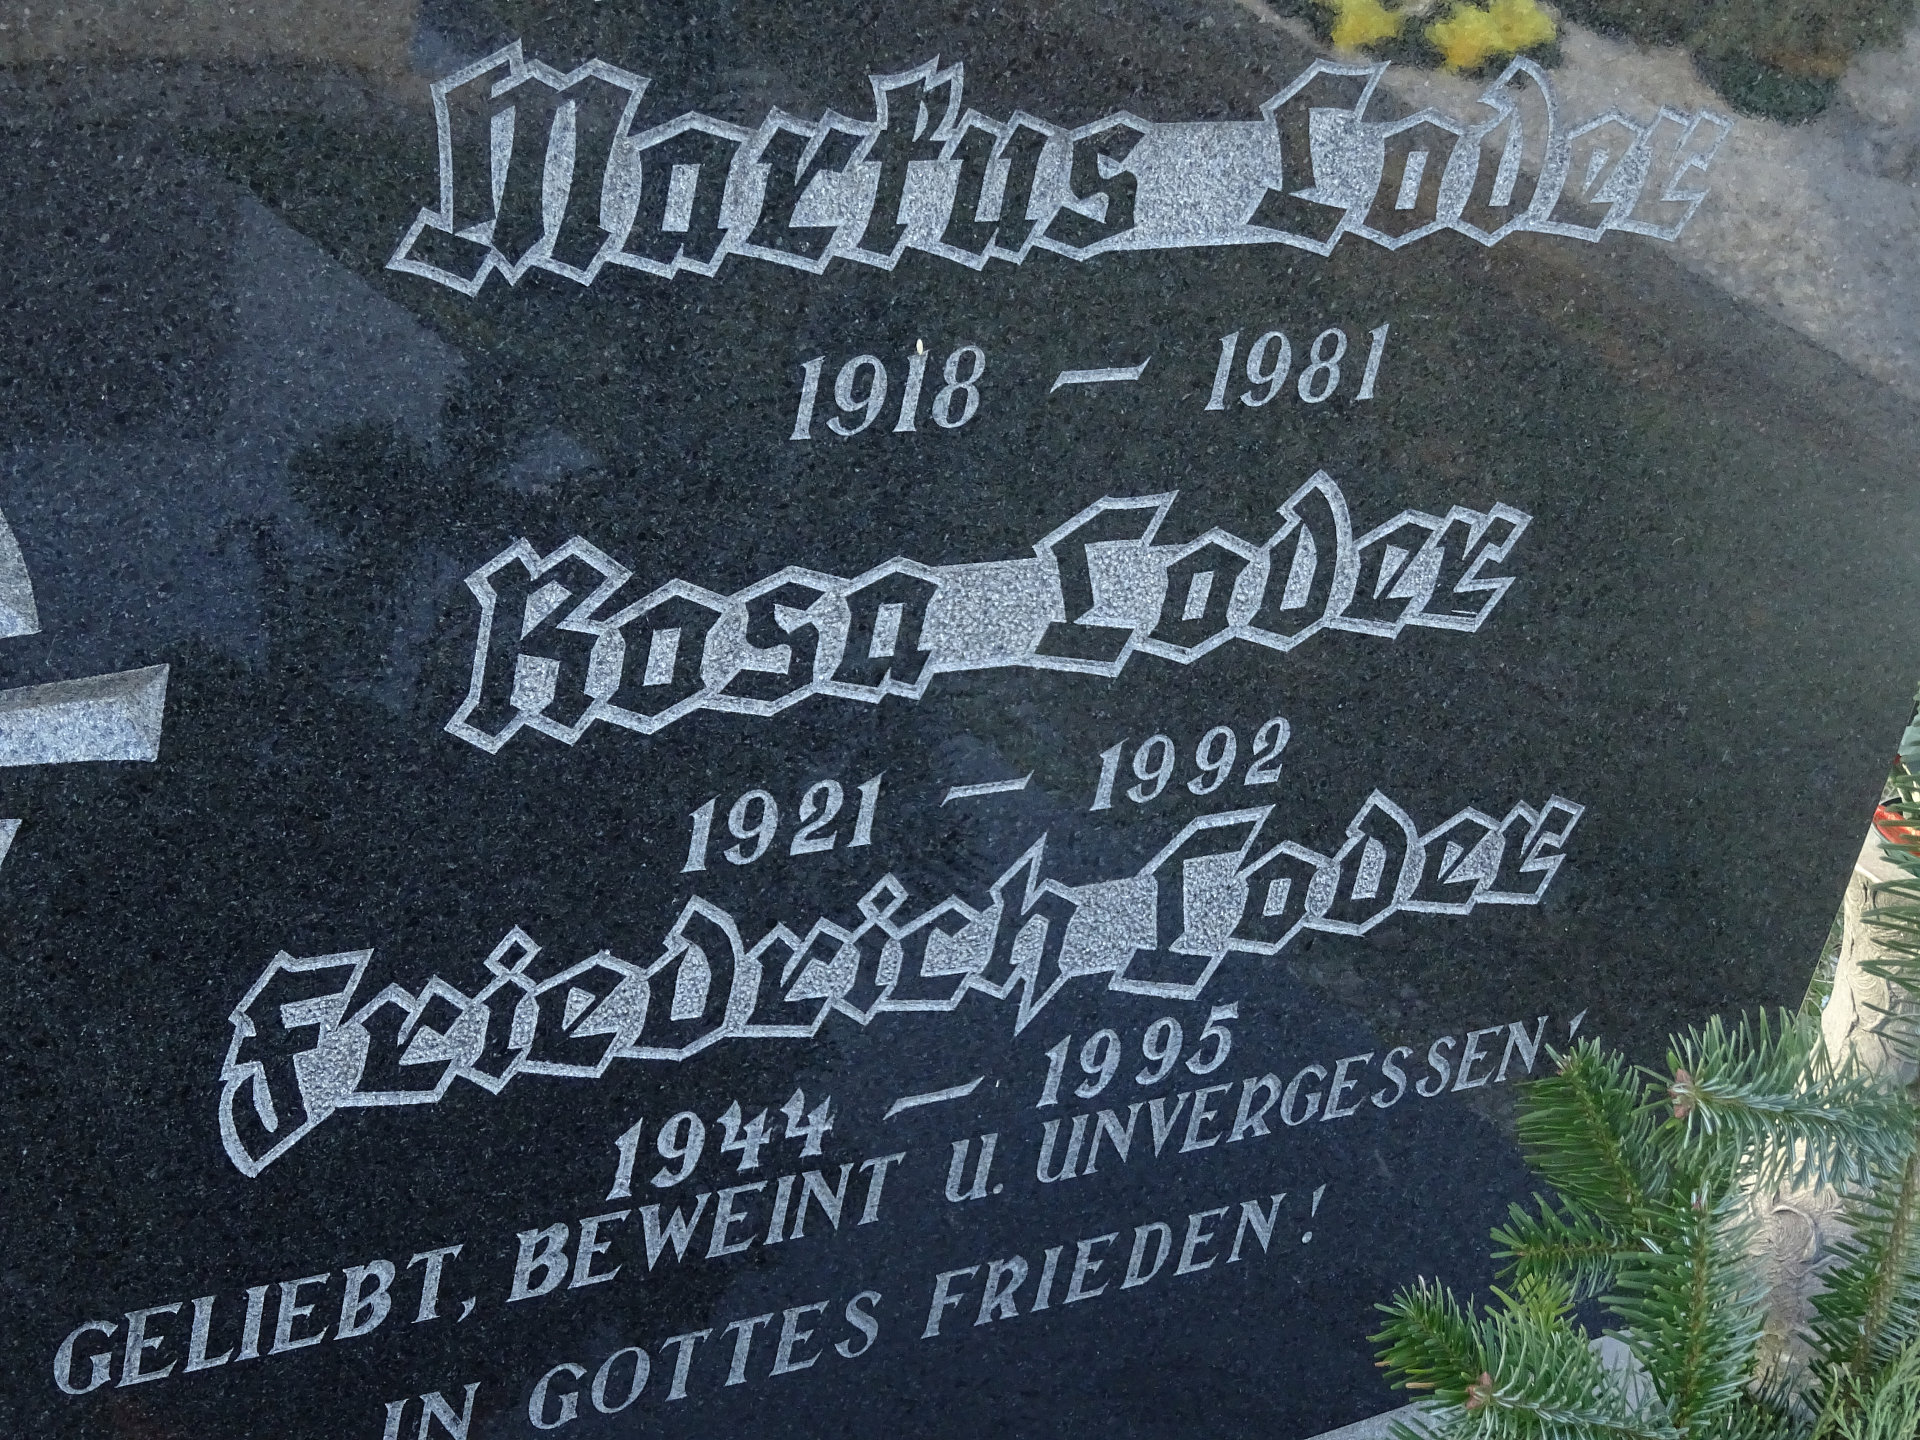 Markus Loder
1918 – 1981
Rosa Loder
1921 – 1992
Friedrich Loder
1944 – 1995
GELIEBT, BEWEINT U. UNVERGESSEN!
IN GOTTES FRIEDEN!